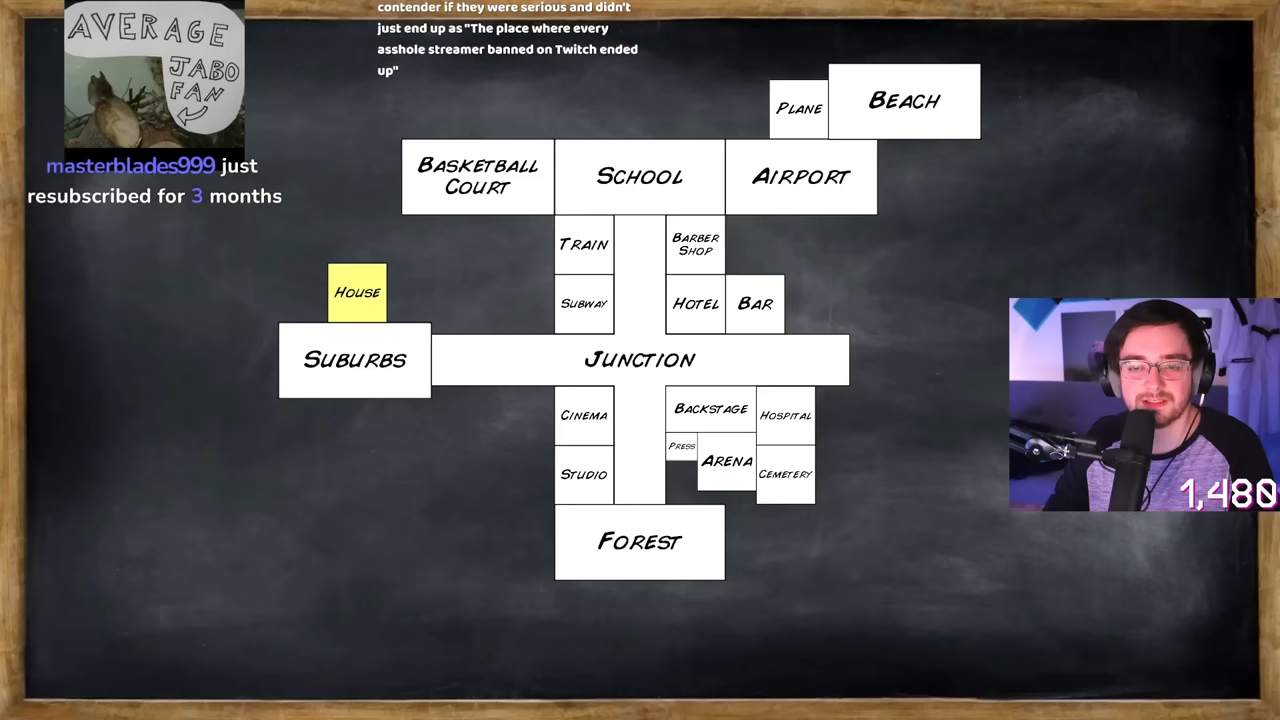 AVERAGE
JABO
FAN
masterblades999 just
resubscribed for 3 months
contender if they were serious and didn't
just end up as "The place where every
asshole streamer banned on Twitch ended
up"
PLANE
BEACH
BASKETBALL
COURT
SCHOOL
AIRPORT
TRAIN
BARBER
SHOP
HOUSE
SUBWAY
HOTEL
BAR
SUBURBS
JUNCTION
CINEMA
BACKSTAGE
HOSPITAL
PRESS
ARENA
STUDIO
CEMETERY
FOREST
1,480